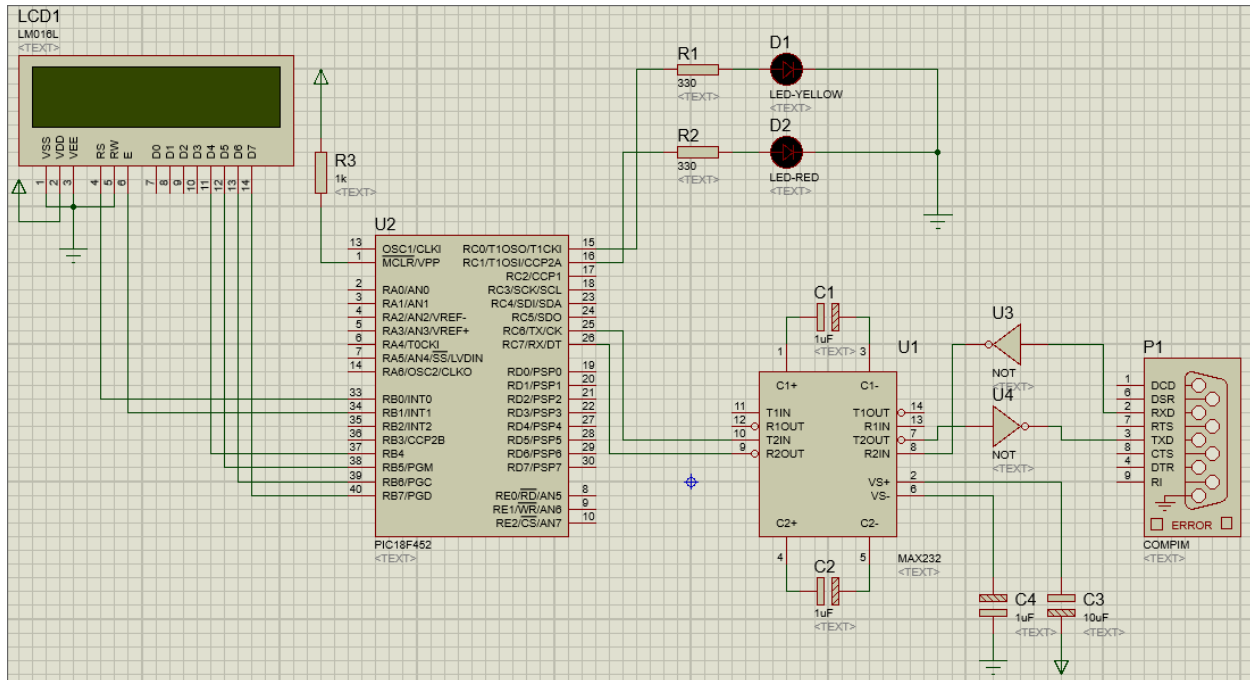 LCD1
LM016L
<TEXT>
VSS VDD VEE RS RW E D0 D1 D2 D3 D4 D5 D6 D7
1 2 3 4 5 6 7 8 9 10 11 12 13 14
R3
1k
<TEXT>
R1
330
<TEXT>
D1
LED-YELLOW
<TEXT>
R2
330
<TEXT>
D2
LED-RED
<TEXT>
U2
13 OSC1/CLKI RC0/T1OSO/T1CKI 15
1 MCLR/VPP RC1/T1OSI/CCP2A 16
RC2/CCP1 17
2 RA0/AN0 RC3/SCK/SCL 18
3 RA1/AN1 RC4/SDI/SDA 23
4 RA2/AN2/VREF- RC5/SDO 24
5 RA3/AN3/VREF+ RC6/TX/CK 25
6 RA4/T0CKI RC7/RX/DT 26
7 RA5/AN4/SS/LVDIN
14 RA6/OSC2/CLKO RD0/PSP0 19
RD1/PSP1 20
33 RB0/INT0 RD2/PSP2 21
34 RB1/INT1 RD3/PSP3 22
35 RB2/INT2 RD4/PSP4 27
36 RB3/CCP2B RD5/PSP5 28
37 RB4 RD6/PSP6 29
38 RB5/PGM RD7/PSP7 30
39 RB6/PGC
40 RB7/PGD RE0/RD/AN5 8
RE1/WR/AN6 9
RE2/CS/AN7 10
PIC18F452
<TEXT>
C1
1uF
<TEXT>
U1
1 3
C1+ C1-
11 T1IN T1OUT 14
12 R1OUT R1IN 13
10 T2IN T2OUT 7
9 R2OUT R2IN 8
VS+ 2
VS- 6
C2+ C2-
4 5
MAX232
<TEXT>
C2
1uF
<TEXT>
U3
NOT
<TEXT>
U4
NOT
<TEXT>
P1
1 DCD
6 DSR
2 RXD
7 RTS
3 TXD
8 CTS
4 DTR
9 RI
ERROR
COMPIM
<TEXT>
C4
1uF
<TEXT>
C3
10uF
<TEXT>